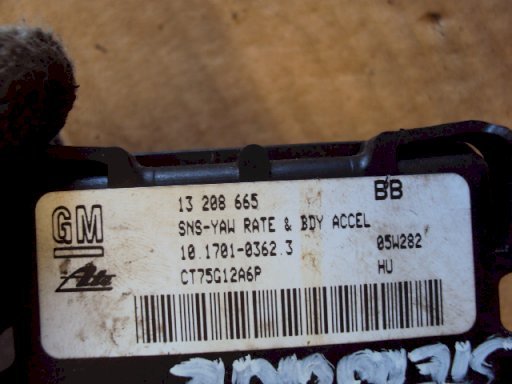 GM
13 208 665 BB
SNS-YAW RATE & BDY ACCEL
10.1701-0362.3 05W282
Ate
CT75G12A6P HU